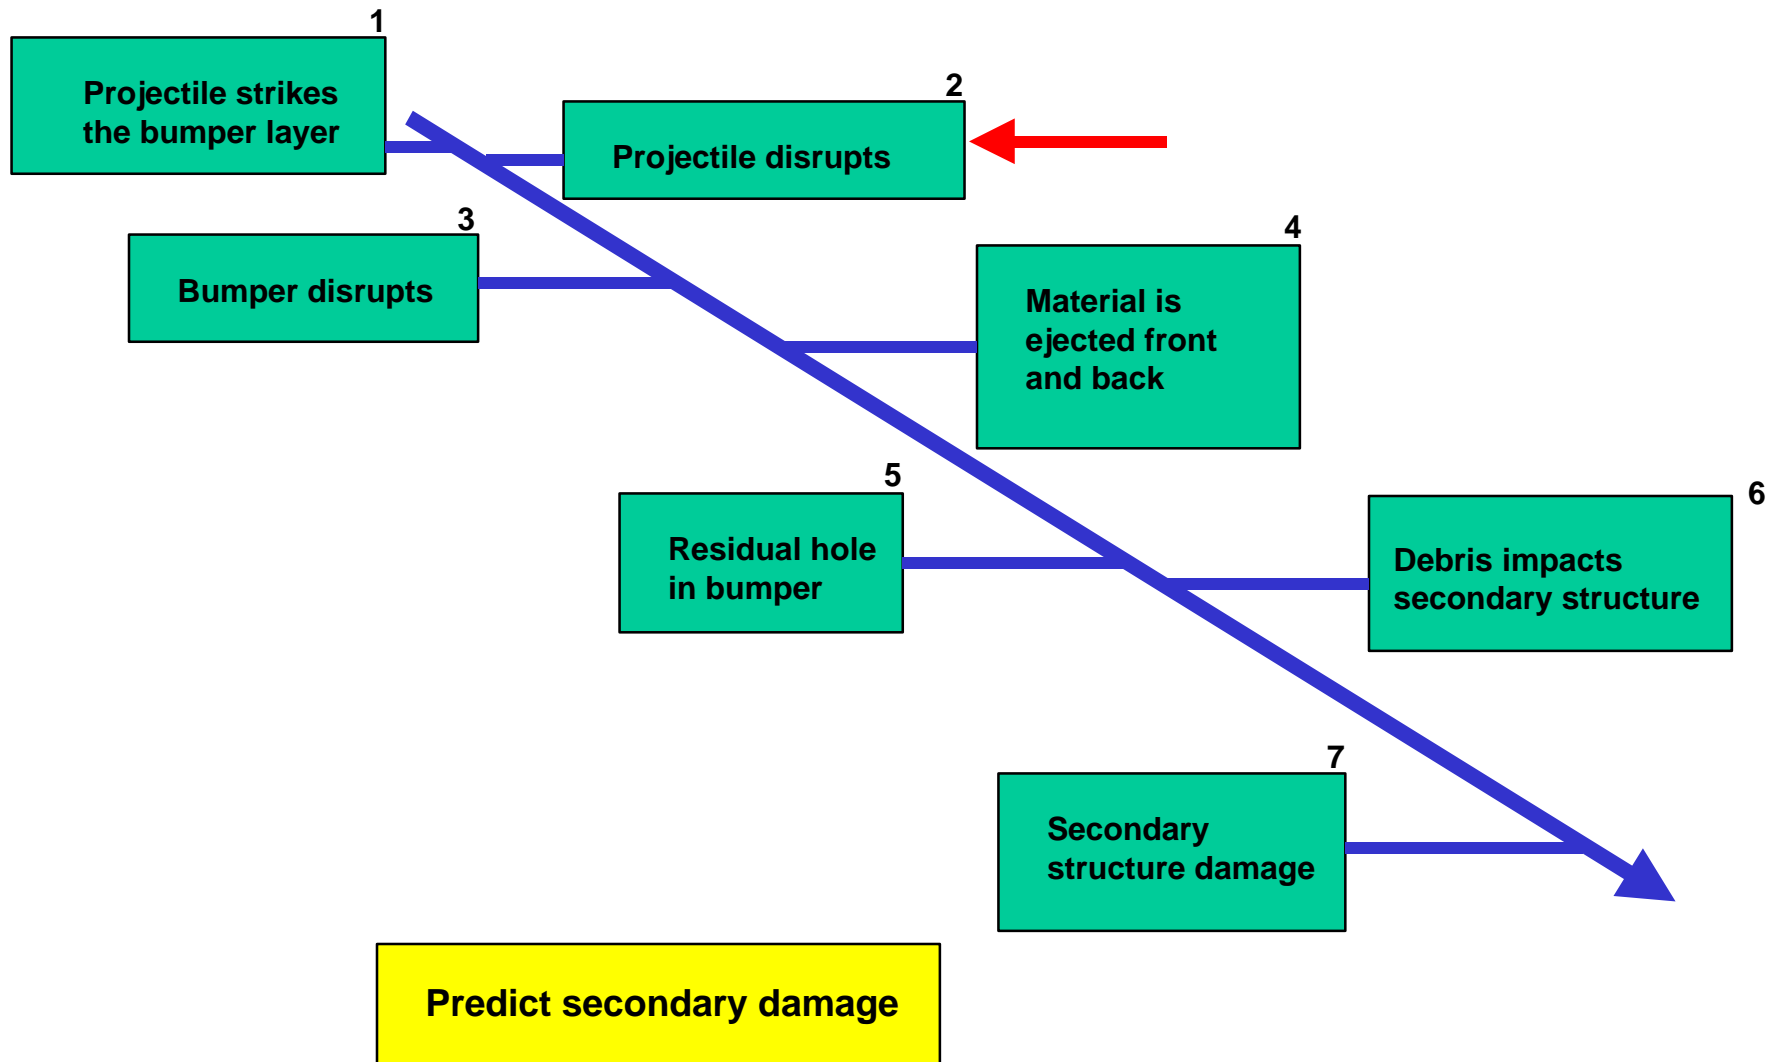 1
Projectile strikes
the bumper layer
2
Projectile disrupts
3
Bumper disrupts
4
Material is
ejected front
and back
5
Residual hole
in bumper
6
Debris impacts
secondary structure
7
Secondary
structure damage
Predict secondary damage